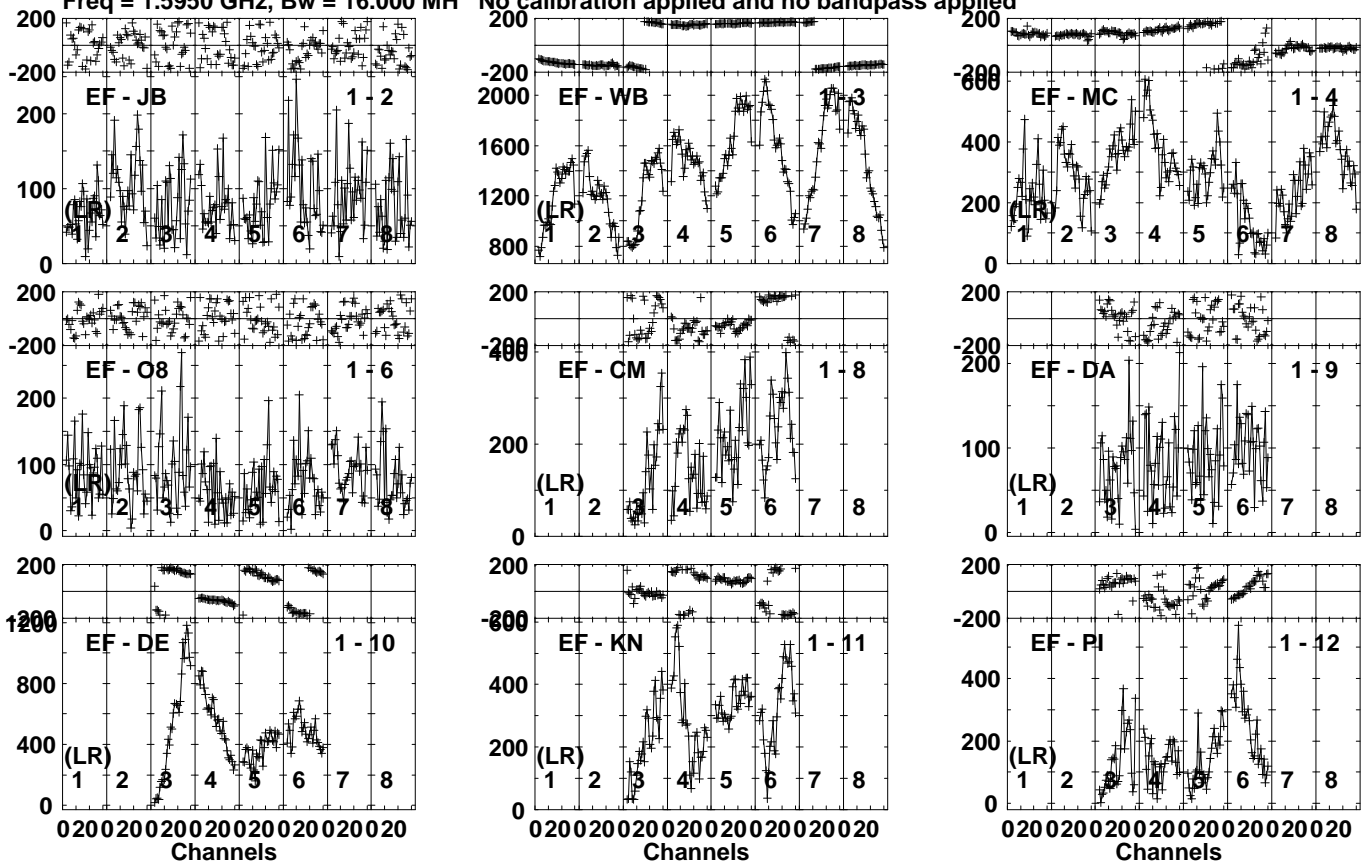 Freq = 1.5950 GHz, Bw = 16.000 MH No calibration applied and no bandpass applied
200
-200
EF - JB 1 - 2
200
100
0
(LR)
1 2 3 4 5 6 7 8
EF - WB 1 - 3
200
-200
2000
1600
1200
800
(LR)
1 2 3 4 5 6 7 8
EF - MC 1 - 4
200
-200
600
400
200
0
(LR)
1 2 3 4 5 6 7 8
200
-200
EF - O8 1 - 6
200
100
0
(LR)
1 2 3 4 5 6 7 8
200
-200
EF - CM 1 - 8
400
200
0
(LR)
1 2 3 4 5 6 7 8
200
-200
EF - DA 1 - 9
200
100
0
(LR)
1 2 3 4 5 6 7 8
200
-200
EF - DE 1 - 10
1200
800
400
0
(LR)
1 2 3 4 5 6 7 8
020020020020020020020020
Channels
200
-200
EF - KN 1 - 11
600
400
200
0
(LR)
1 2 3 4 5 6 7 8
020020020020020020020020
Channels
200
-200
EF - PI 1 - 12
400
200
0
(LR)
1 2 3 4 5 6 7 8
020020020020020020020020
Channels